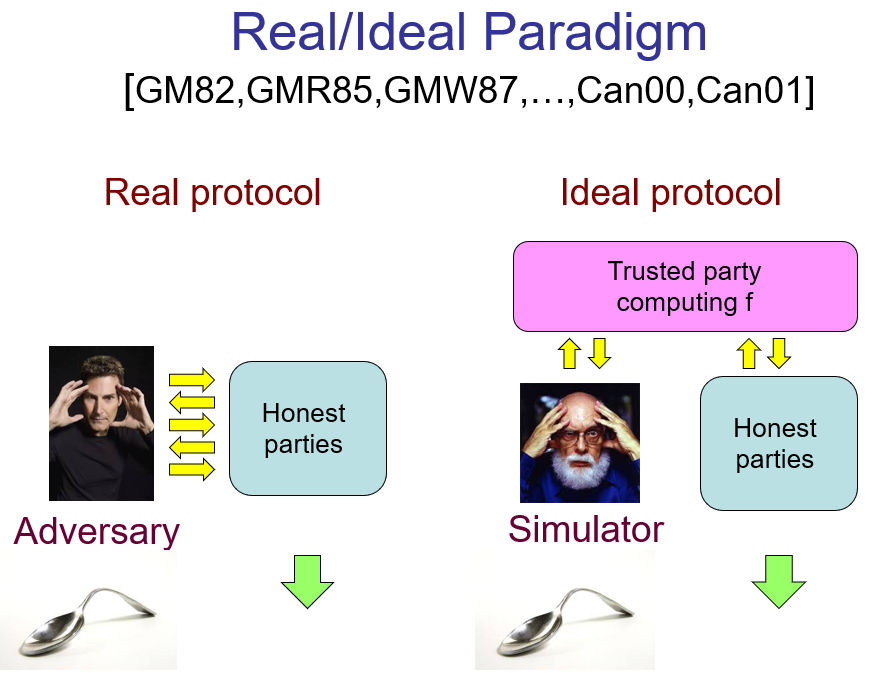 Real/Ideal Paradigm
[GM82,GMR85,GMW87,…,Can00,Can01]
Real protocol
Ideal protocol
Trusted party
computing f
Honest
parties
Honest
parties
Adversary
Simulator